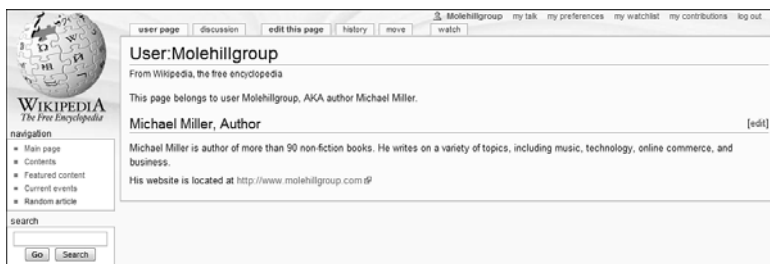 Molehillgroup my talk my preferences my watchlist my contributions log out
user page discussion edit this page history move watch
User:Molehillgroup
From Wikipedia, the free encyclopedia
This page belongs to user Molehillgroup, AKA author Michael Miller.
WIKIPEDIA
The Free Encyclopedia
Michael Miller, Author [edit]
Michael Miller is author of more than 90 non-fiction books. He writes on a variety of topics, including music, technology, online commerce, and
business.
His website is located at http://www.molehillgroup.com
navigation
Main page
Contents
Featured content
Current events
Random article
search
Go Search